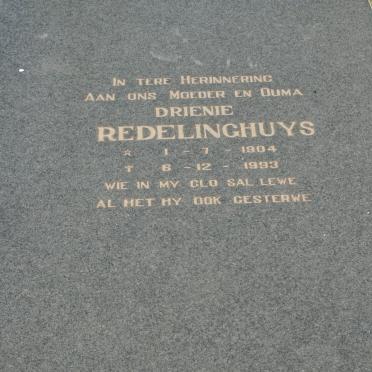 In tere Herinnering
Aan ons Moeder en Ouma
DRIENIE
REDELINGHUYS
☆ 1 - 7 - 1904
† 6 - 12 - 1993
WIE IN MY GLO SAL LEWE
AL HET HY OOK GESTERWE